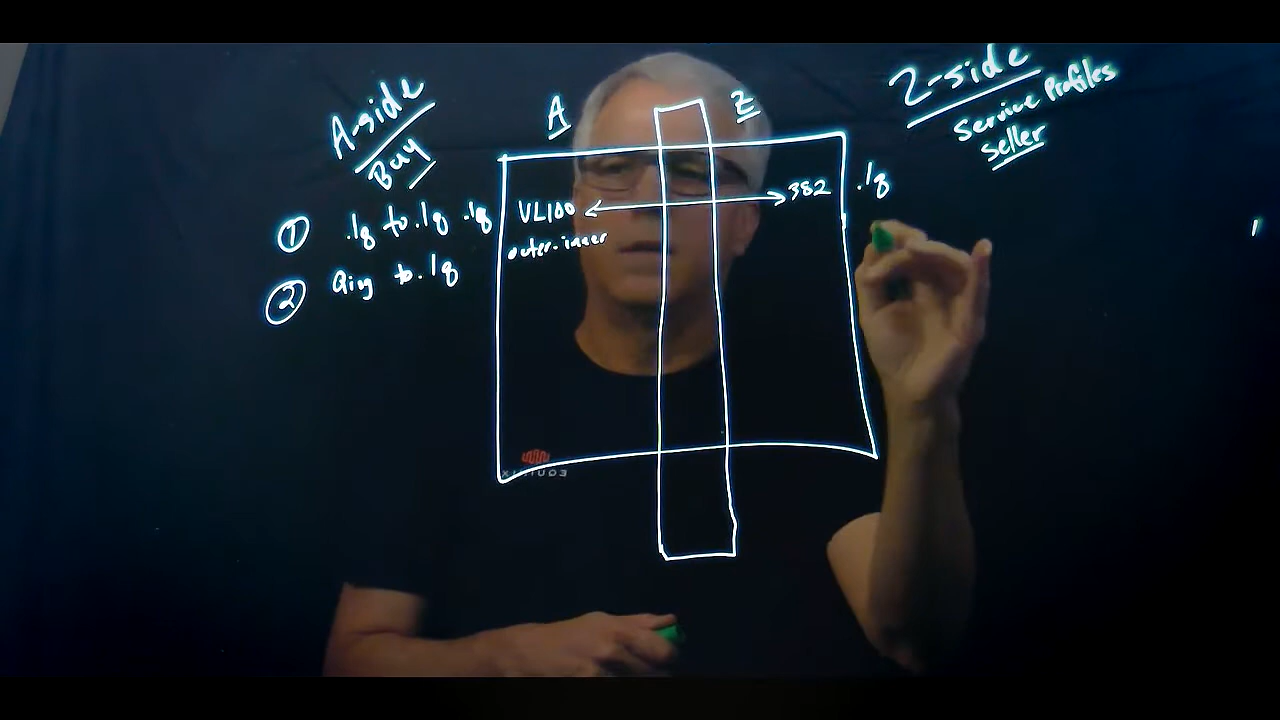 A-side
Buy
① .1q to .1q
② QinQ to .1q
A
Z
.1q
VL100
382
.1q
outer.inner
Z-side
Service Profiles
Seller
EQUINIX